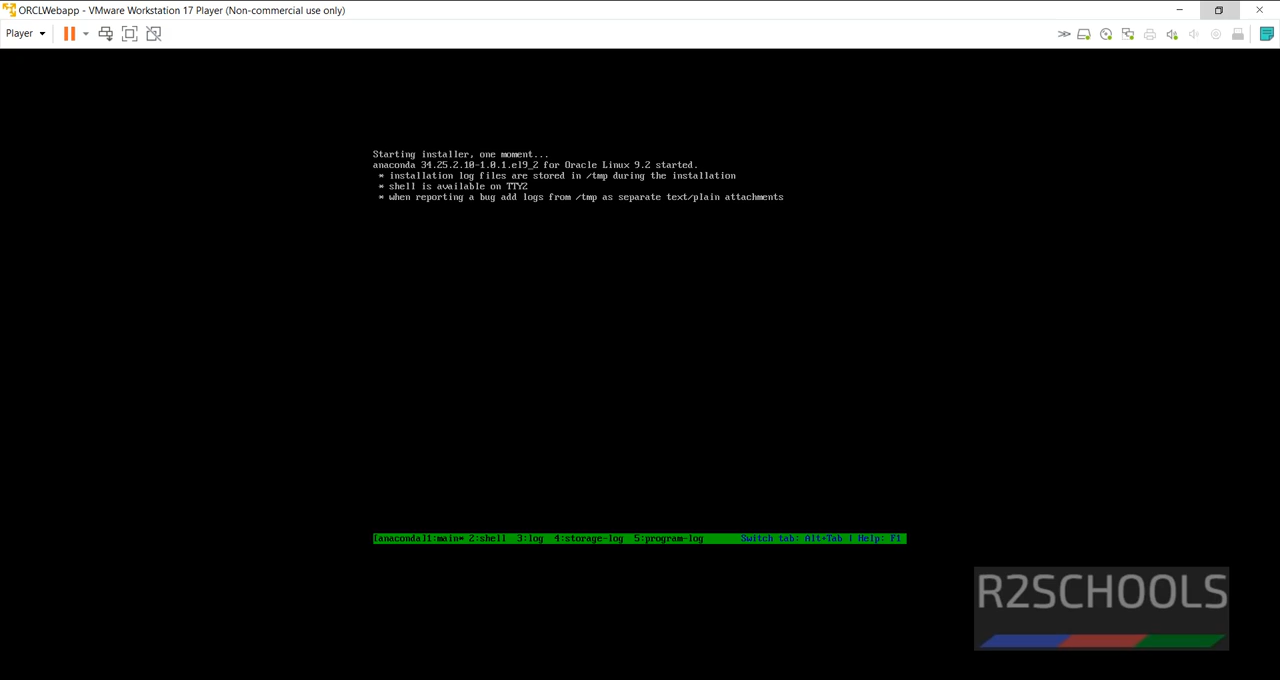 ORCLWebapp - VMware Workstation 17 Player (Non-commercial use only)
Player
Starting installer, one moment...
anaconda 34.25.2.10-1.0.1.el9_2 for Oracle Linux 9.2 started.
* installation log files are stored in /tmp during the installation
* shell is available on TTY2
* when reporting a bug add logs from /tmp as separate text/plain attachments
[anaconda]1:main* 2:shell 3:log 4:storage-log 5:program-log Switch tab: Alt+Tab | Help: F1
R2SCHOOLS